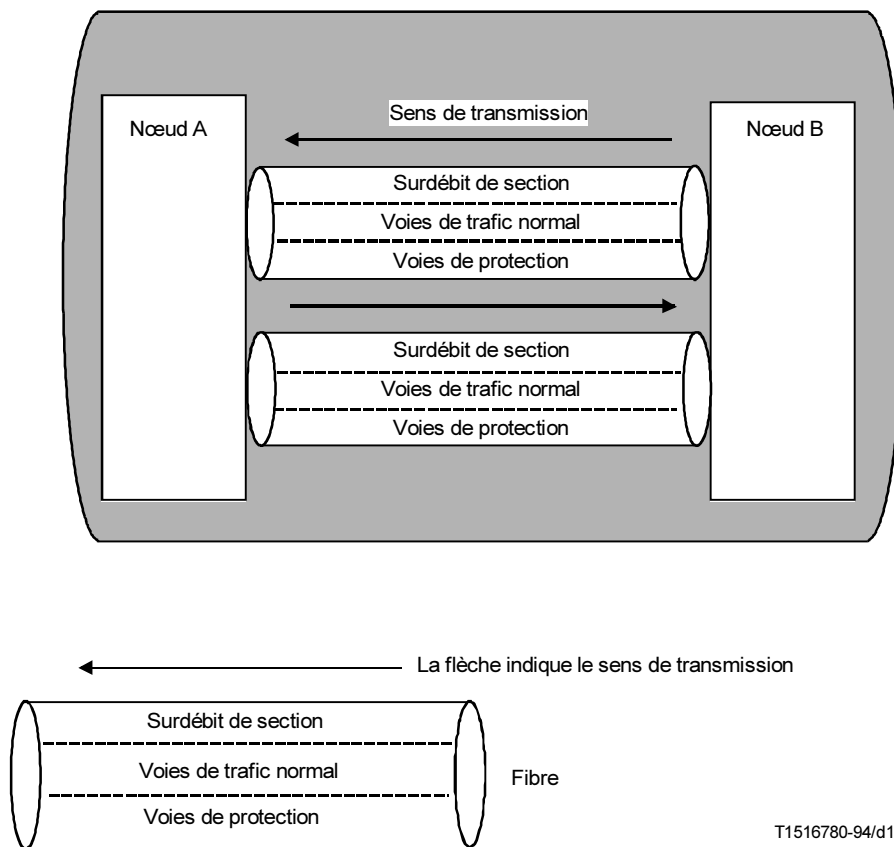 Sens de transmission
Nœud A
Nœud B
Surdébit de section
Voies de trafic normal
Voies de protection
Surdébit de section
Voies de trafic normal
Voies de protection
La flèche indique le sens de transmission
Surdébit de section
Voies de trafic normal
Fibre
Voies de protection
T1516780-94/d1